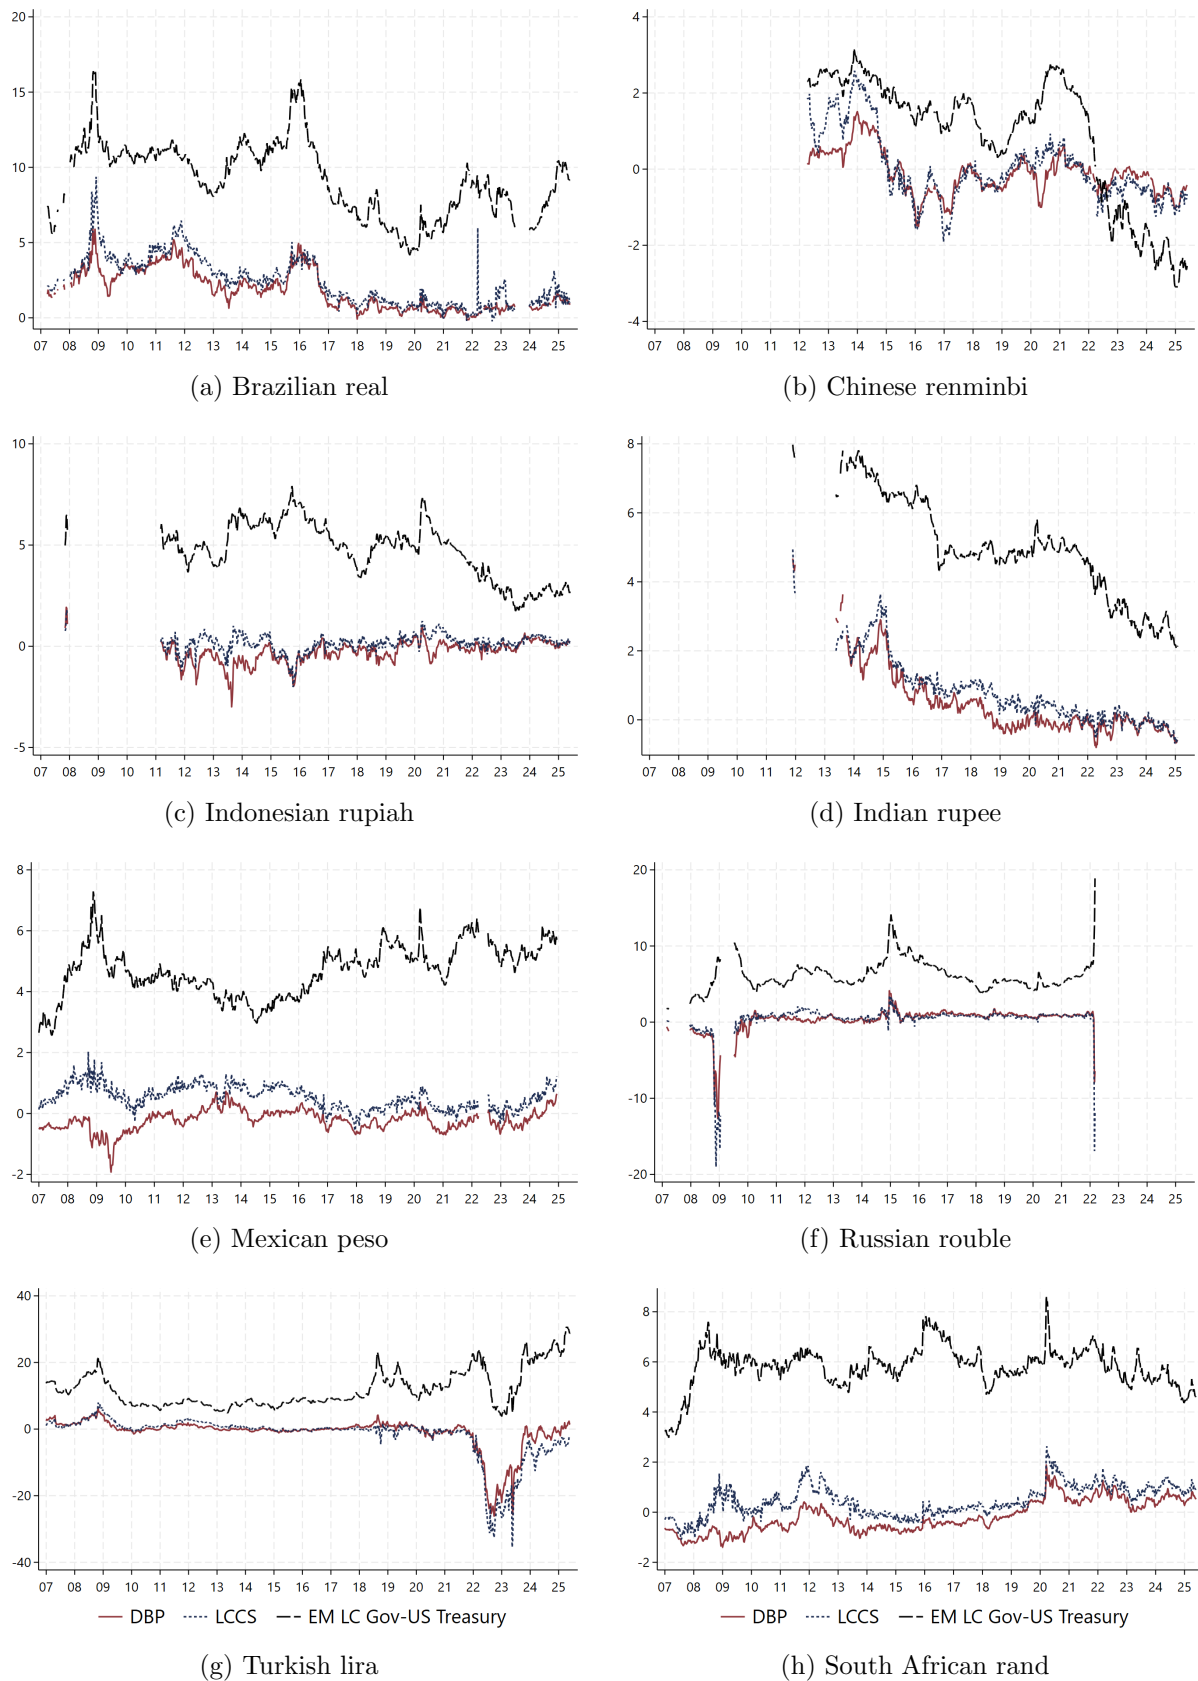 20
15
10
5
0
07 08 09 10 11 12 13 14 15 16 17 18 19 20 21 22 23 24 25
(a) Brazilian real
4
2
0
-2
-4
07 08 09 10 11 12 13 14 15 16 17 18 19 20 21 22 23 24 25
(b) Chinese renminbi
10
5
0
-5
07 08 09 10 11 12 13 14 15 16 17 18 19 20 21 22 23 24 25
(c) Indonesian rupiah
8
6
4
2
0
07 08 09 10 11 12 13 14 15 16 17 18 19 20 21 22 23 24 25
(d) Indian rupee
8
6
4
2
0
-2
07 08 09 10 11 12 13 14 15 16 17 18 19 20 21 22 23 24 25
(e) Mexican peso
20
10
0
-10
-20
07 08 09 10 11 12 13 14 15 16 17 18 19 20 21 22 23 24 25
(f) Russian rouble
40
20
0
-20
-40
07 08 09 10 11 12 13 14 15 16 17 18 19 20 21 22 23 24 25
DBP LCCS EM LC Gov-US Treasury
(g) Turkish lira
8
6
4
2
0
-2
07 08 09 10 11 12 13 14 15 16 17 18 19 20 21 22 23 24 25
DBP LCCS EM LC Gov-US Treasury
(h) South African rand